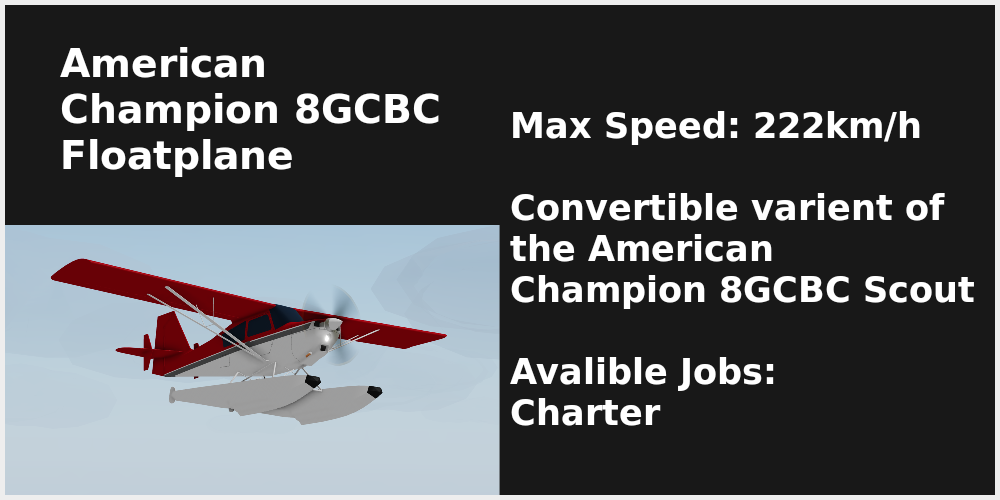 American
Champion 8GCBC
Floatplane
Max Speed: 222km/h
Convertible varient of
the American
Champion 8GCBC Scout
Avalible Jobs:
Charter